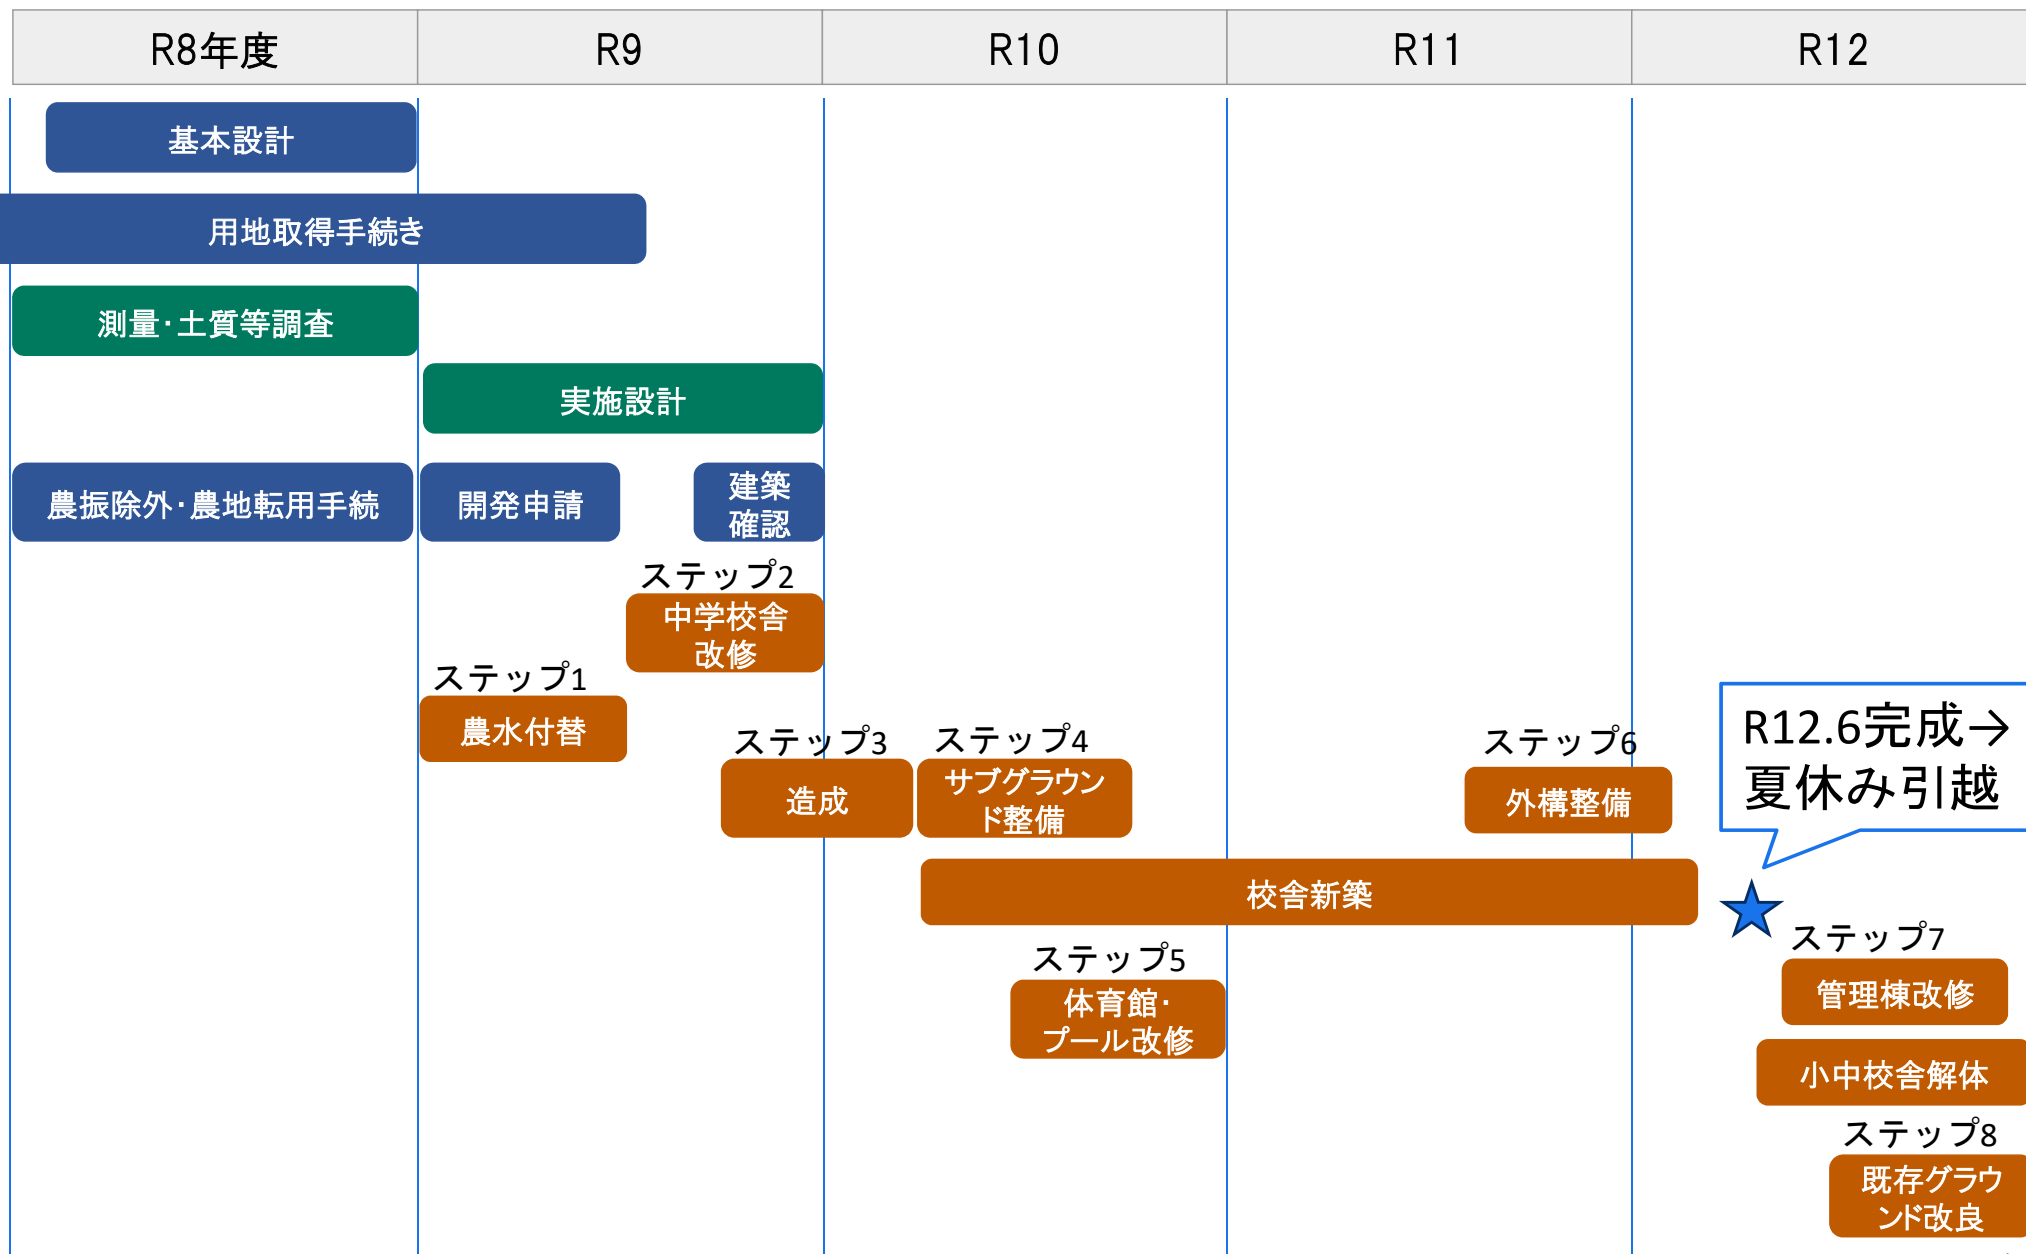 R8年度
R9
R10
R11
R12
基本設計
用地取得手続き
測量・土質等調査
実施設計
農振除外・農地転用手続
開発申請
建築
確認
ステップ2
中学校舎
改修
ステップ1
農水付替
ステップ3
造成
ステップ4
サブグラウン
ド整備
ステップ6
外構整備
R12.6完成→
夏休み引越
校舎新築
ステップ5
体育館・
プール改修
ステップ7
管理棟改修
小中校舎解体
ステップ8
既存グラウ
ンド改良